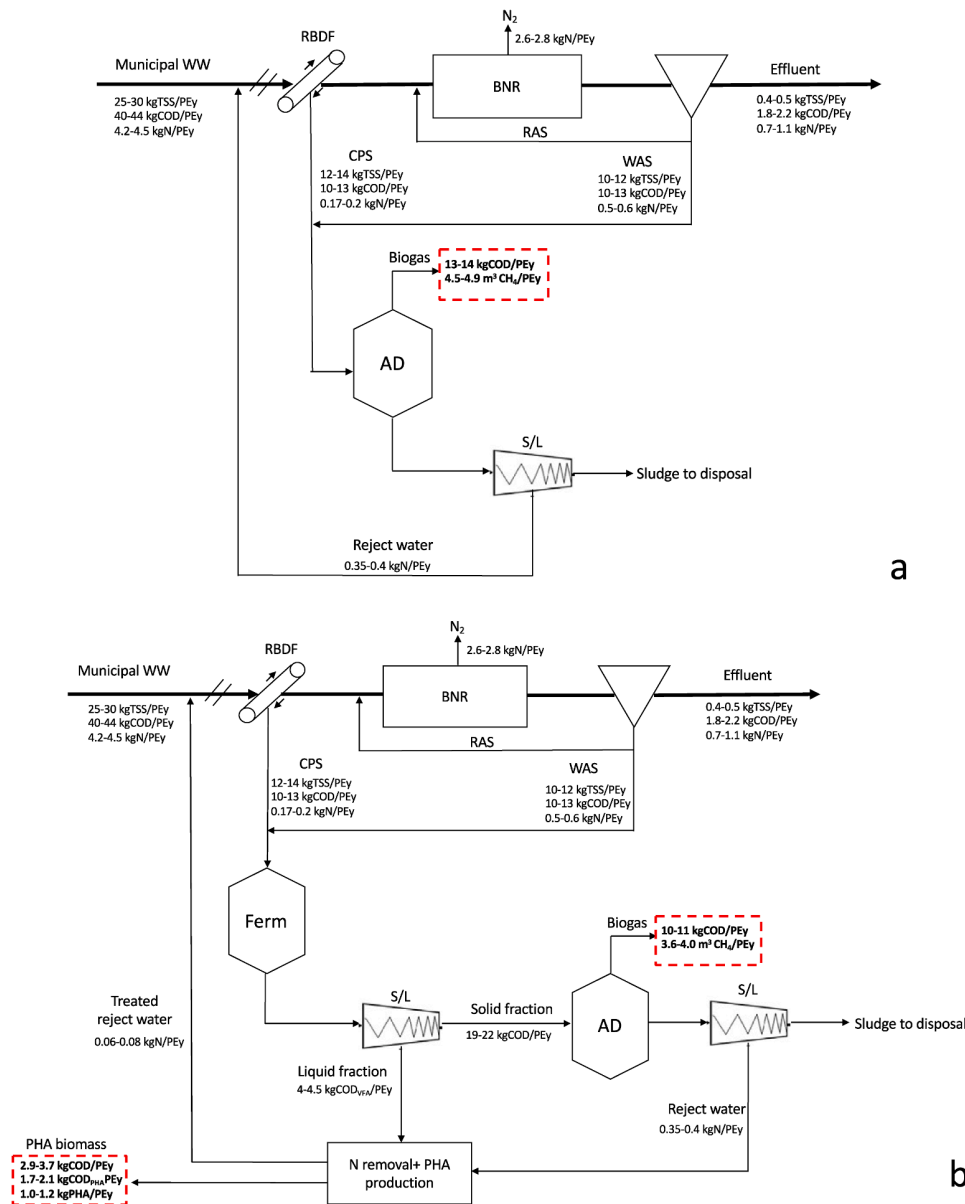 N2
2.6-2.8 kgN/PEy
RBDF
Municipal WW
25-30 kgTSS/PEy
40-44 kgCOD/PEy
4.2-4.5 kgN/PEy
BNR
Effluent
0.4-0.5 kgTSS/PEy
1.8-2.2 kgCOD/PEy
0.7-1.1 kgN/PEy
RAS
CPS
12-14 kgTSS/PEy
10-13 kgCOD/PEy
0.17-0.2 kgN/PEy
WAS
10-12 kgTSS/PEy
10-13 kgCOD/PEy
0.5-0.6 kgN/PEy
Biogas
13-14 kgCOD/PEy
4.5-4.9 m³ CH4/PEy
AD
S/L
Sludge to disposal
Reject water
0.35-0.4 kgN/PEy
a
N2
2.6-2.8 kgN/PEy
RBDF
Municipal WW
25-30 kgTSS/PEy
40-44 kgCOD/PEy
4.2-4.5 kgN/PEy
BNR
Effluent
0.4-0.5 kgTSS/PEy
1.8-2.2 kgCOD/PEy
0.7-1.1 kgN/PEy
RAS
CPS
12-14 kgTSS/PEy
10-13 kgCOD/PEy
0.17-0.2 kgN/PEy
WAS
10-12 kgTSS/PEy
10-13 kgCOD/PEy
0.5-0.6 kgN/PEy
Ferm
Biogas
10-11 kgCOD/PEy
3.6-4.0 m³ CH4/PEy
Treated
reject water
0.06-0.08 kgN/PEy
S/L
Solid fraction
19-22 kgCOD/PEy
AD
S/L
Sludge to disposal
Liquid fraction
4-4.5 kgCODVFA/PEy
Reject water
0.35-0.4 kgN/PEy
PHA biomass
2.9-3.7 kgCOD/PEy
1.7-2.1 kgCODPHAPEy
1.0-1.2 kgPHA/PEy
N removal+ PHA
production
b